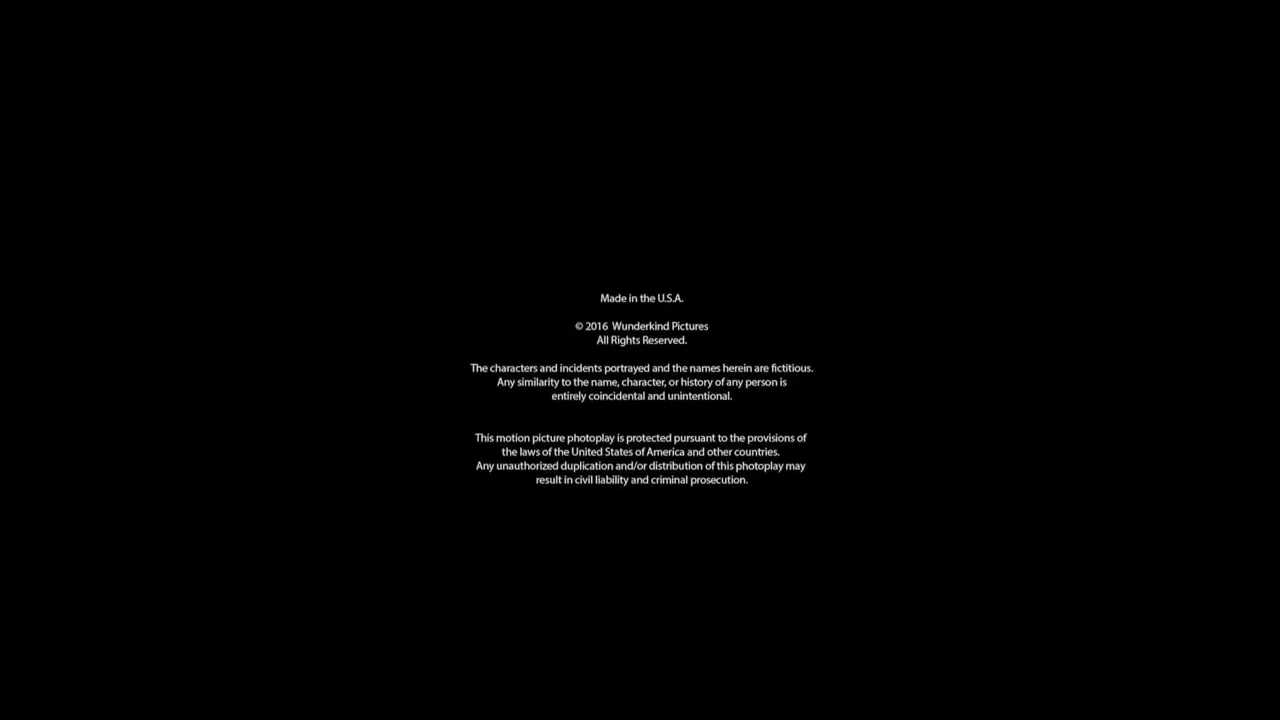 Made in the U.S.A.
© 2016 Wunderkind Pictures
All Rights Reserved.
The characters and incidents portrayed and the names herein are fictitious.
Any similarity to the name, character, or history of any person is
entirely coincidental and unintentional.
This motion picture photoplay is protected pursuant to the provisions of
the laws of the United States of America and other countries.
Any unauthorized duplication and/or distribution of this photoplay may
result in civil liability and criminal prosecution.